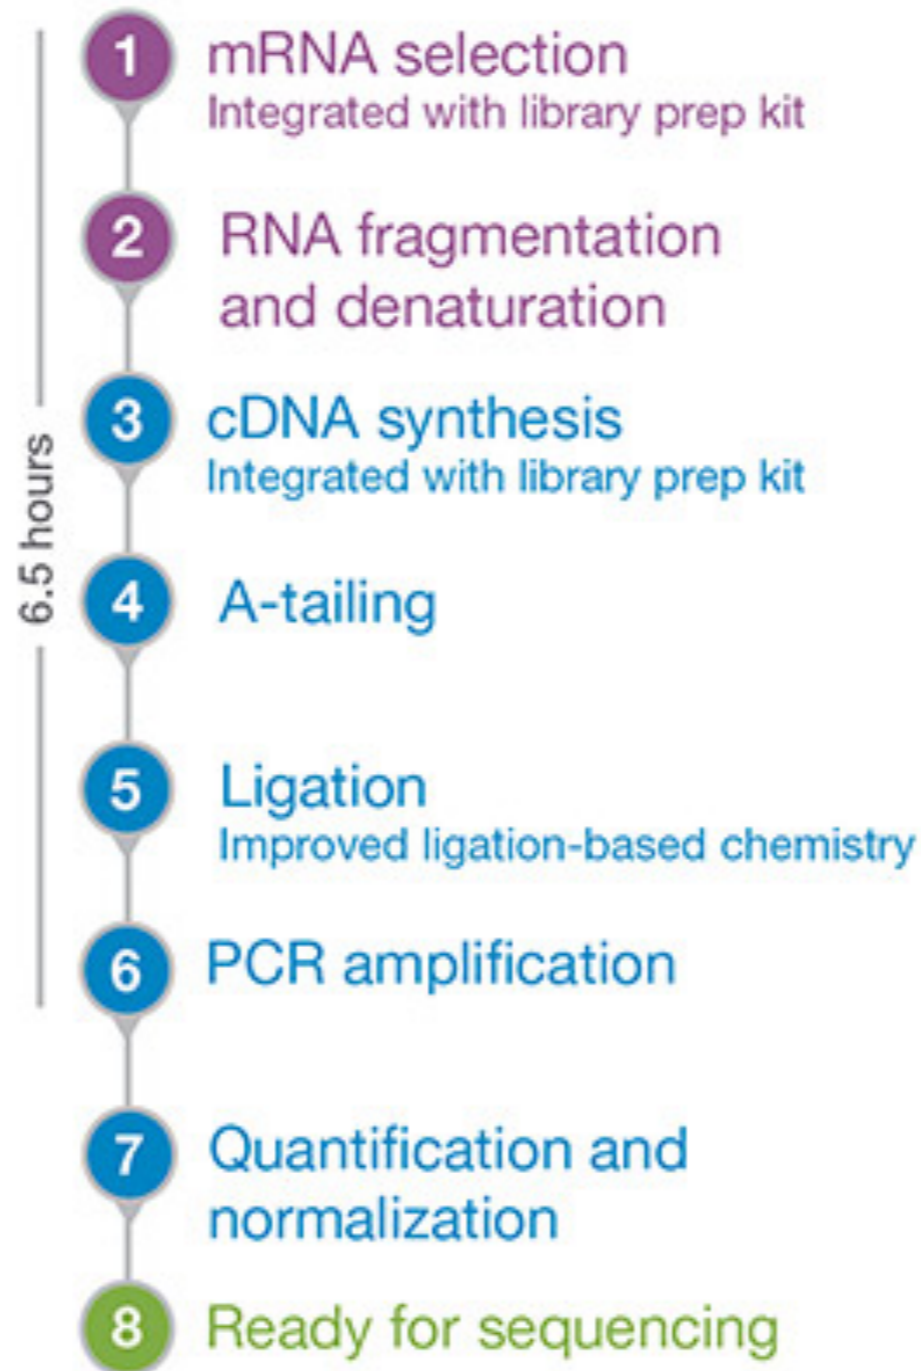 1 mRNA selection
Integrated with library prep kit
2 RNA fragmentation
and denaturation
3 cDNA synthesis
Integrated with library prep kit
6.5 hours
4 A-tailing
5 Ligation
Improved ligation-based chemistry
6 PCR amplification
7 Quantification and
normalization
8 Ready for sequencing